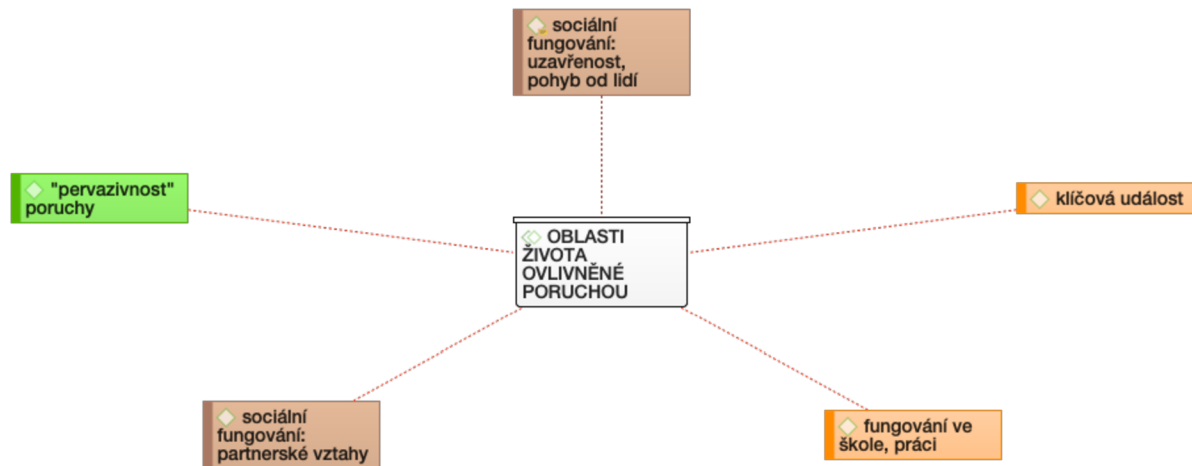 sociální
fungování:
uzavřenost,
pohyb od lidí
"pervazivnost"
poruchy
klíčová událost
OBLASTI
ŽIVOTA
OVLIVNĚNÉ
PORUCHOU
sociální
fungování:
partnerské vztahy
fungování ve
škole, práci